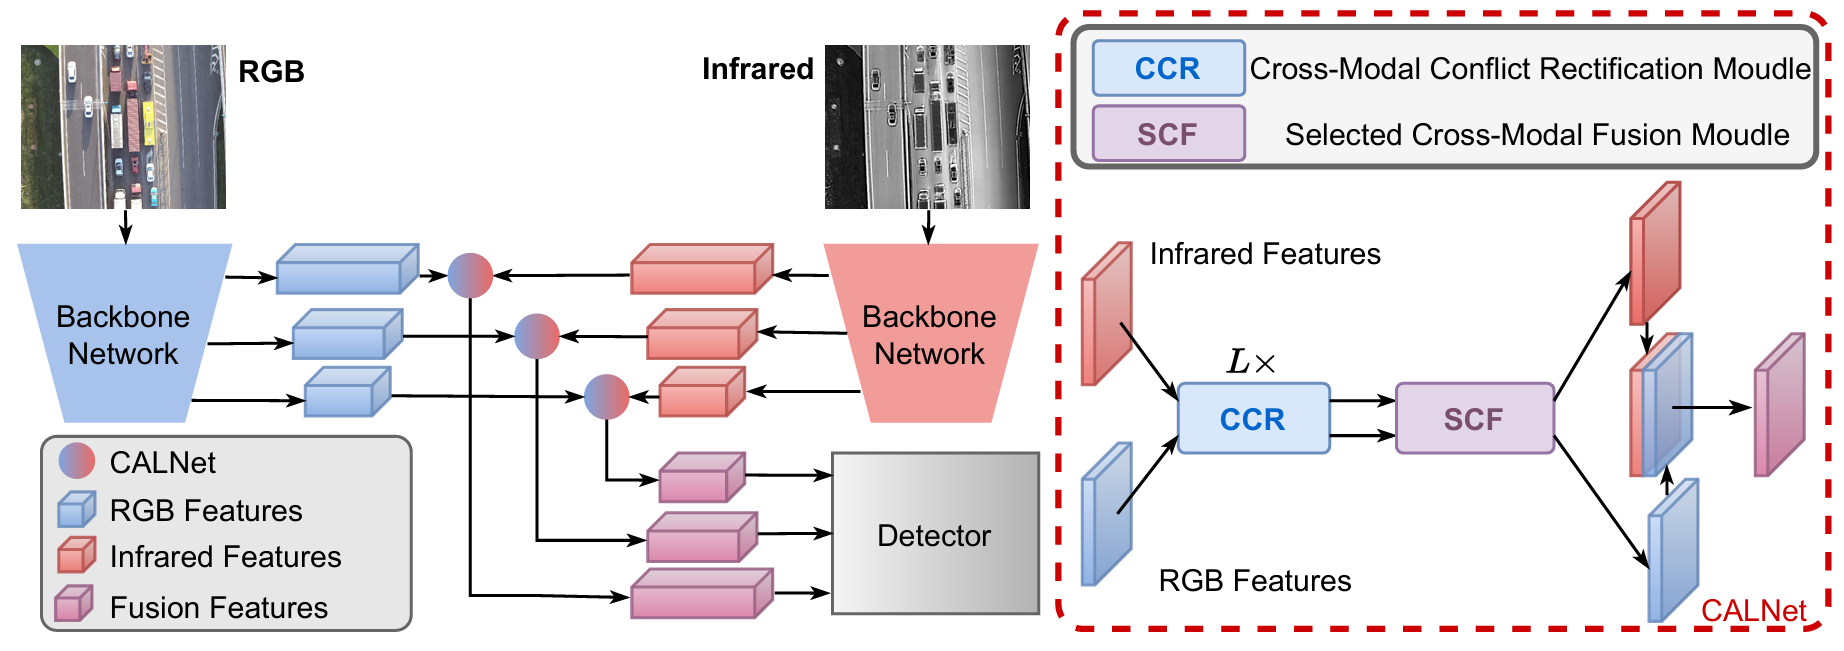 RGB
Infrared
Backbone
Network
Backbone
Network
CALNet
RGB Features
Infrared Features
Fusion Features
Detector
CCR Cross-Modal Conflict Rectification Moudle
SCF Selected Cross-Modal Fusion Moudle
Infrared Features
L×
CCR
SCF
RGB Features
CALNet